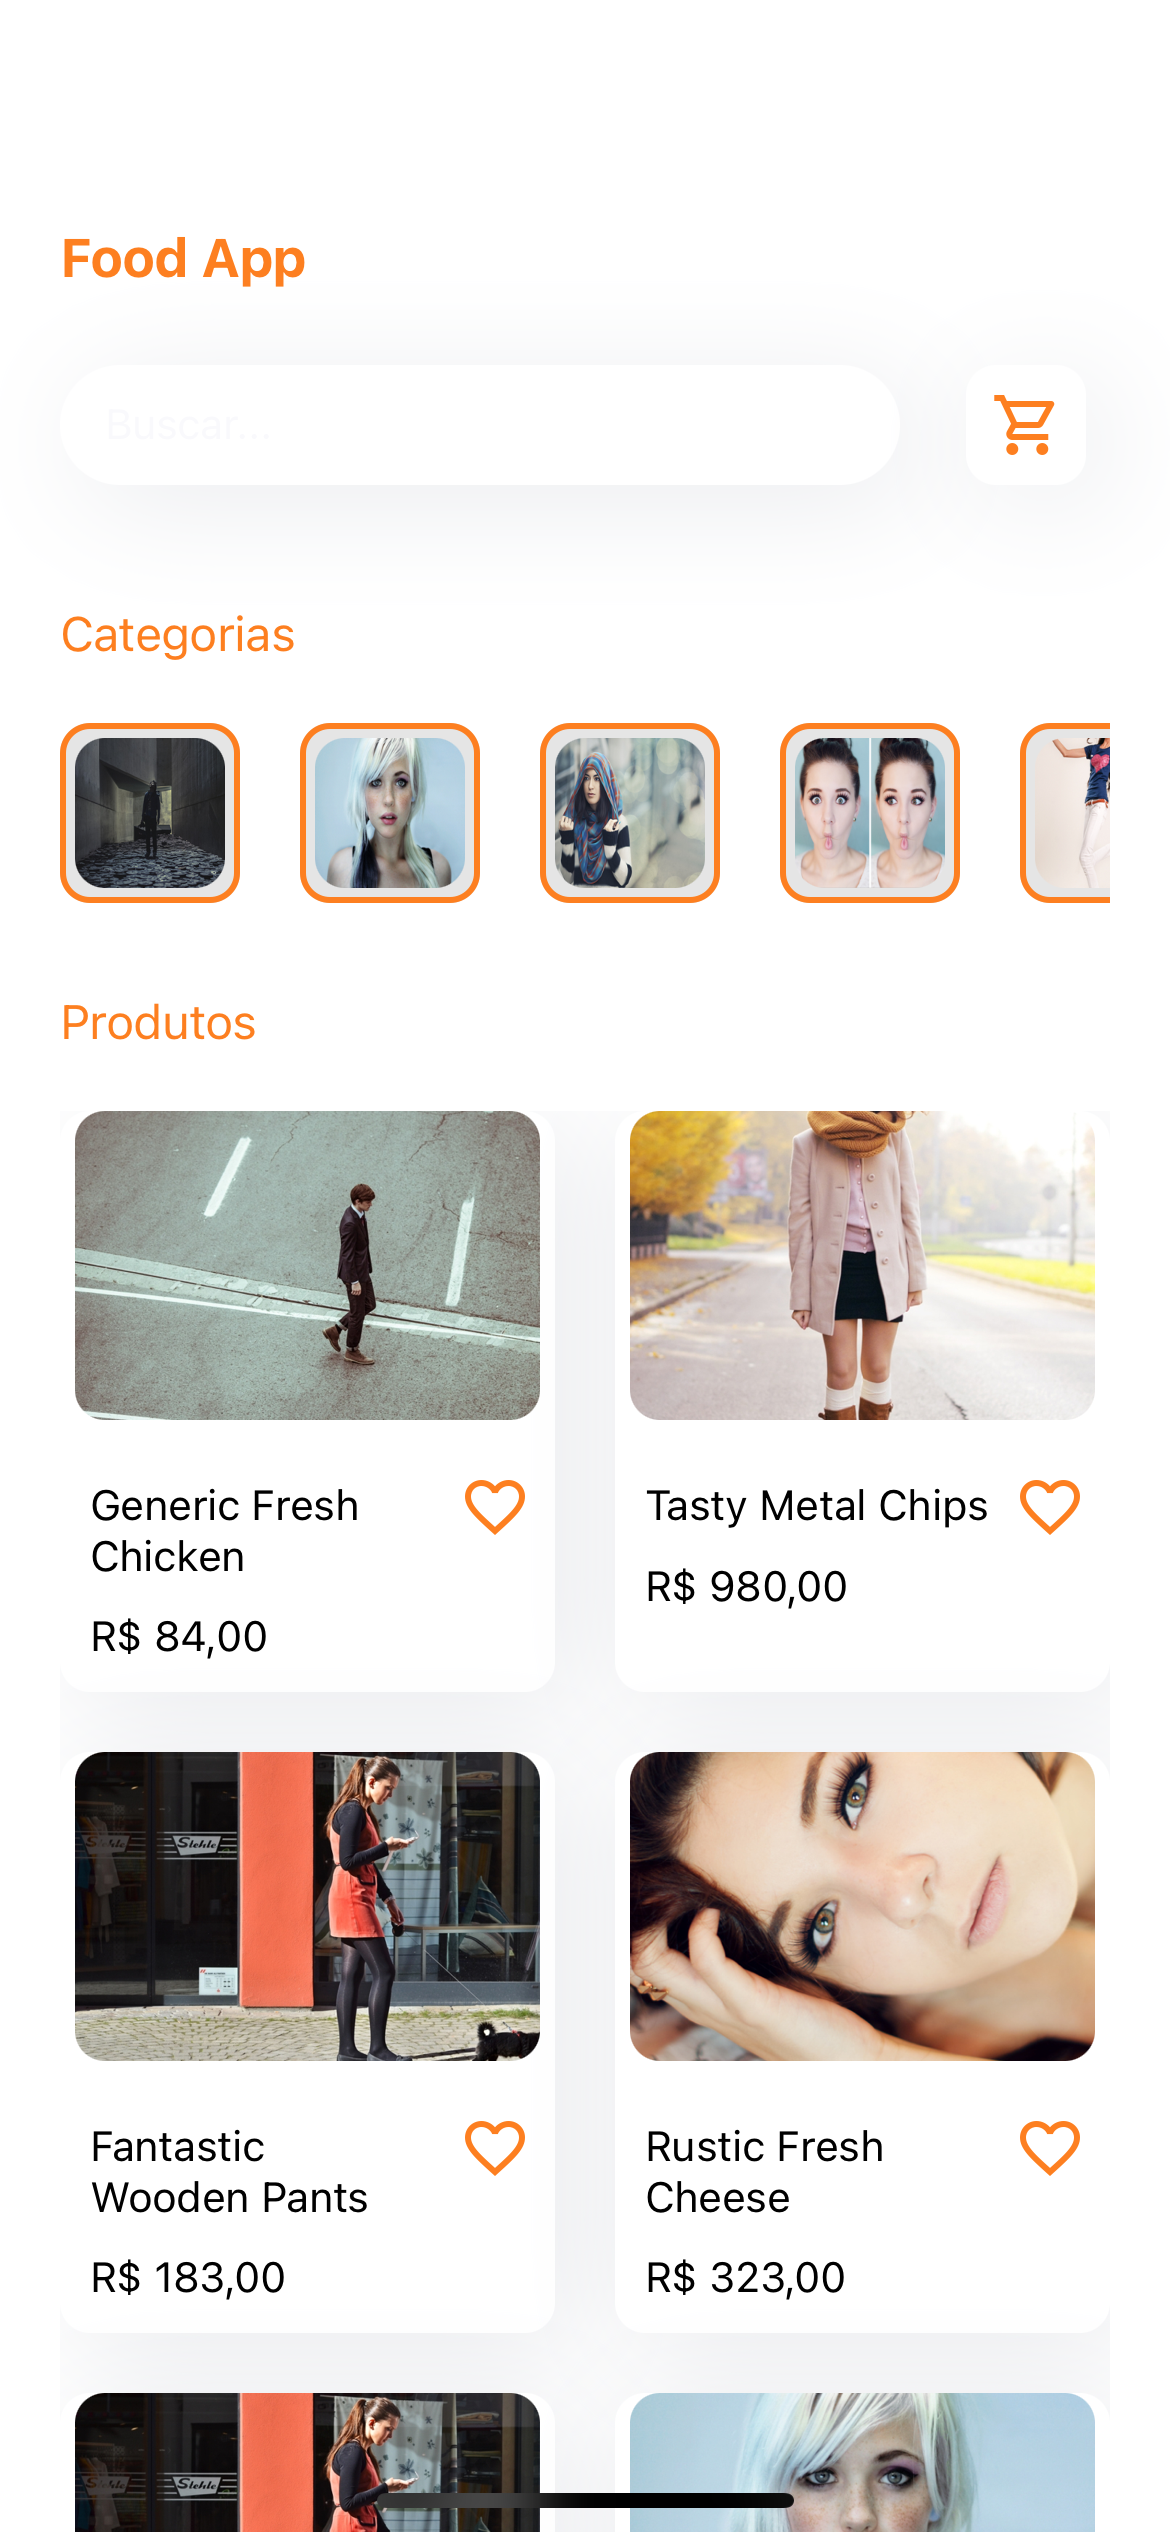 Food App
Buscar...
Categorias
Produtos
Generic Fresh
Chicken
R$ 84,00
Tasty Metal Chips
R$ 980,00
Stehle
Stehle
Fantastic
Wooden Pants
R$ 183,00
Rustic Fresh
Cheese
R$ 323,00
Stehle
Stehle